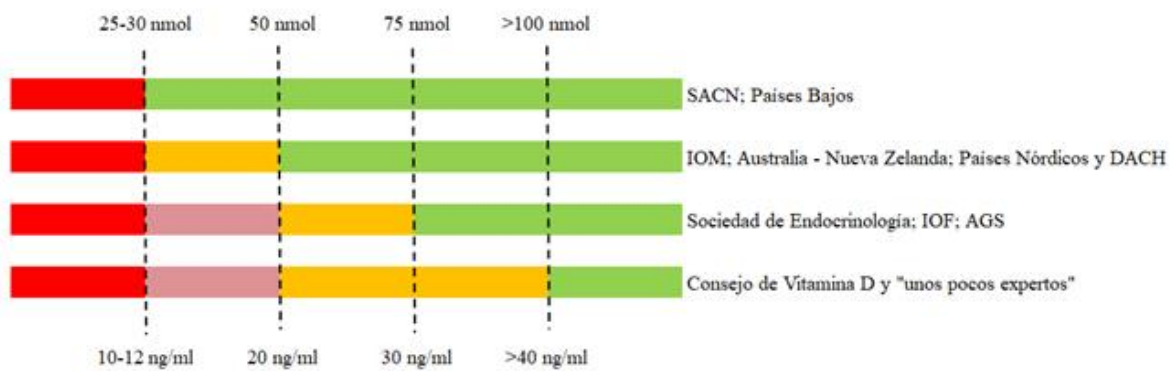 25-30 nmol 50 nmol 75 nmol >100 nmol
SACN; Países Bajos
IOM; Australia - Nueva Zelanda; Países Nórdicos y DACH
Sociedad de Endocrinología; IOF; AGS
Consejo de Vitamina D y "unos pocos expertos"
10-12 ng/ml 20 ng/ml 30 ng/ml >40 ng/ml